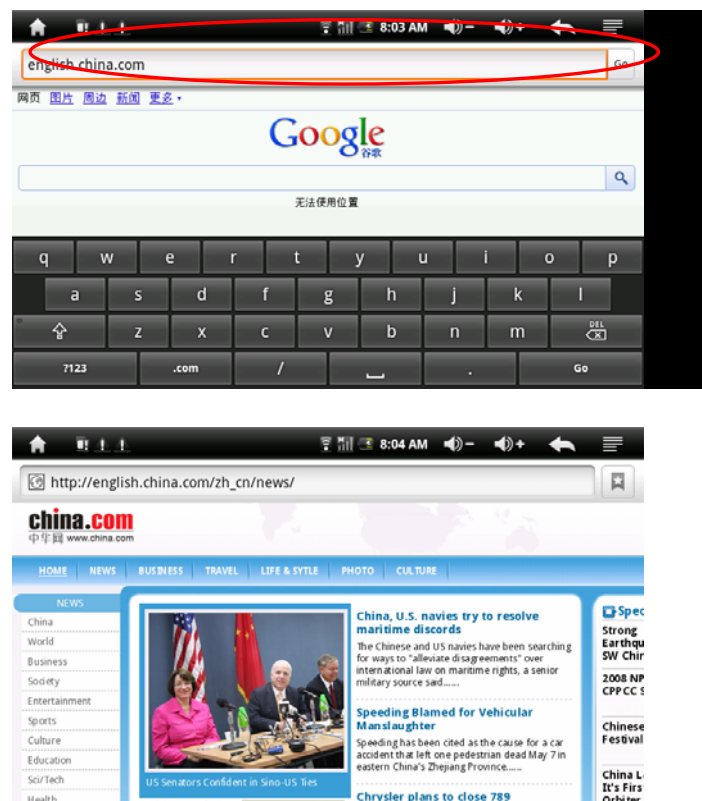 8:03 AM
english.china.com
Go
网页 图片 周边 新闻 更多
Google
谷歌
无法使用位置
q w e r t y u i o p
a s d f g h j k l
z x c v b n m DEL
?123 .com / . Go
8:04 AM
http://english.china.com/zh_cn/news/
china.com
中华网 www.china.com
HOME NEWS BUSINESS TRAVEL LIFE & SYTLE PHOTO CULTURE
NEWS
China
World
Business
Society
Entertainment
Sports
Culture
Education
Sci/Tech
Health
US Senators Confident in Sino-US Ties
China, U.S. navies try to resolve
maritime discords
The Chinese and US navies have been searching
for ways to "alleviate disagreements" over
international law on maritime rights, a senior
military source said......
Speeding Blamed for Vehicular
Manslaughter
Speeding has been cited as the cause for a car
accident that left one pedestrian dead May 7 in
eastern China's Zhejiang Province......
Chrysler plans to close 789
Spec
Strong
Earthqu
SW Chin
2008 NP
CPPCC S
Chinese
Festival
China L
It's Firs
Orbiter